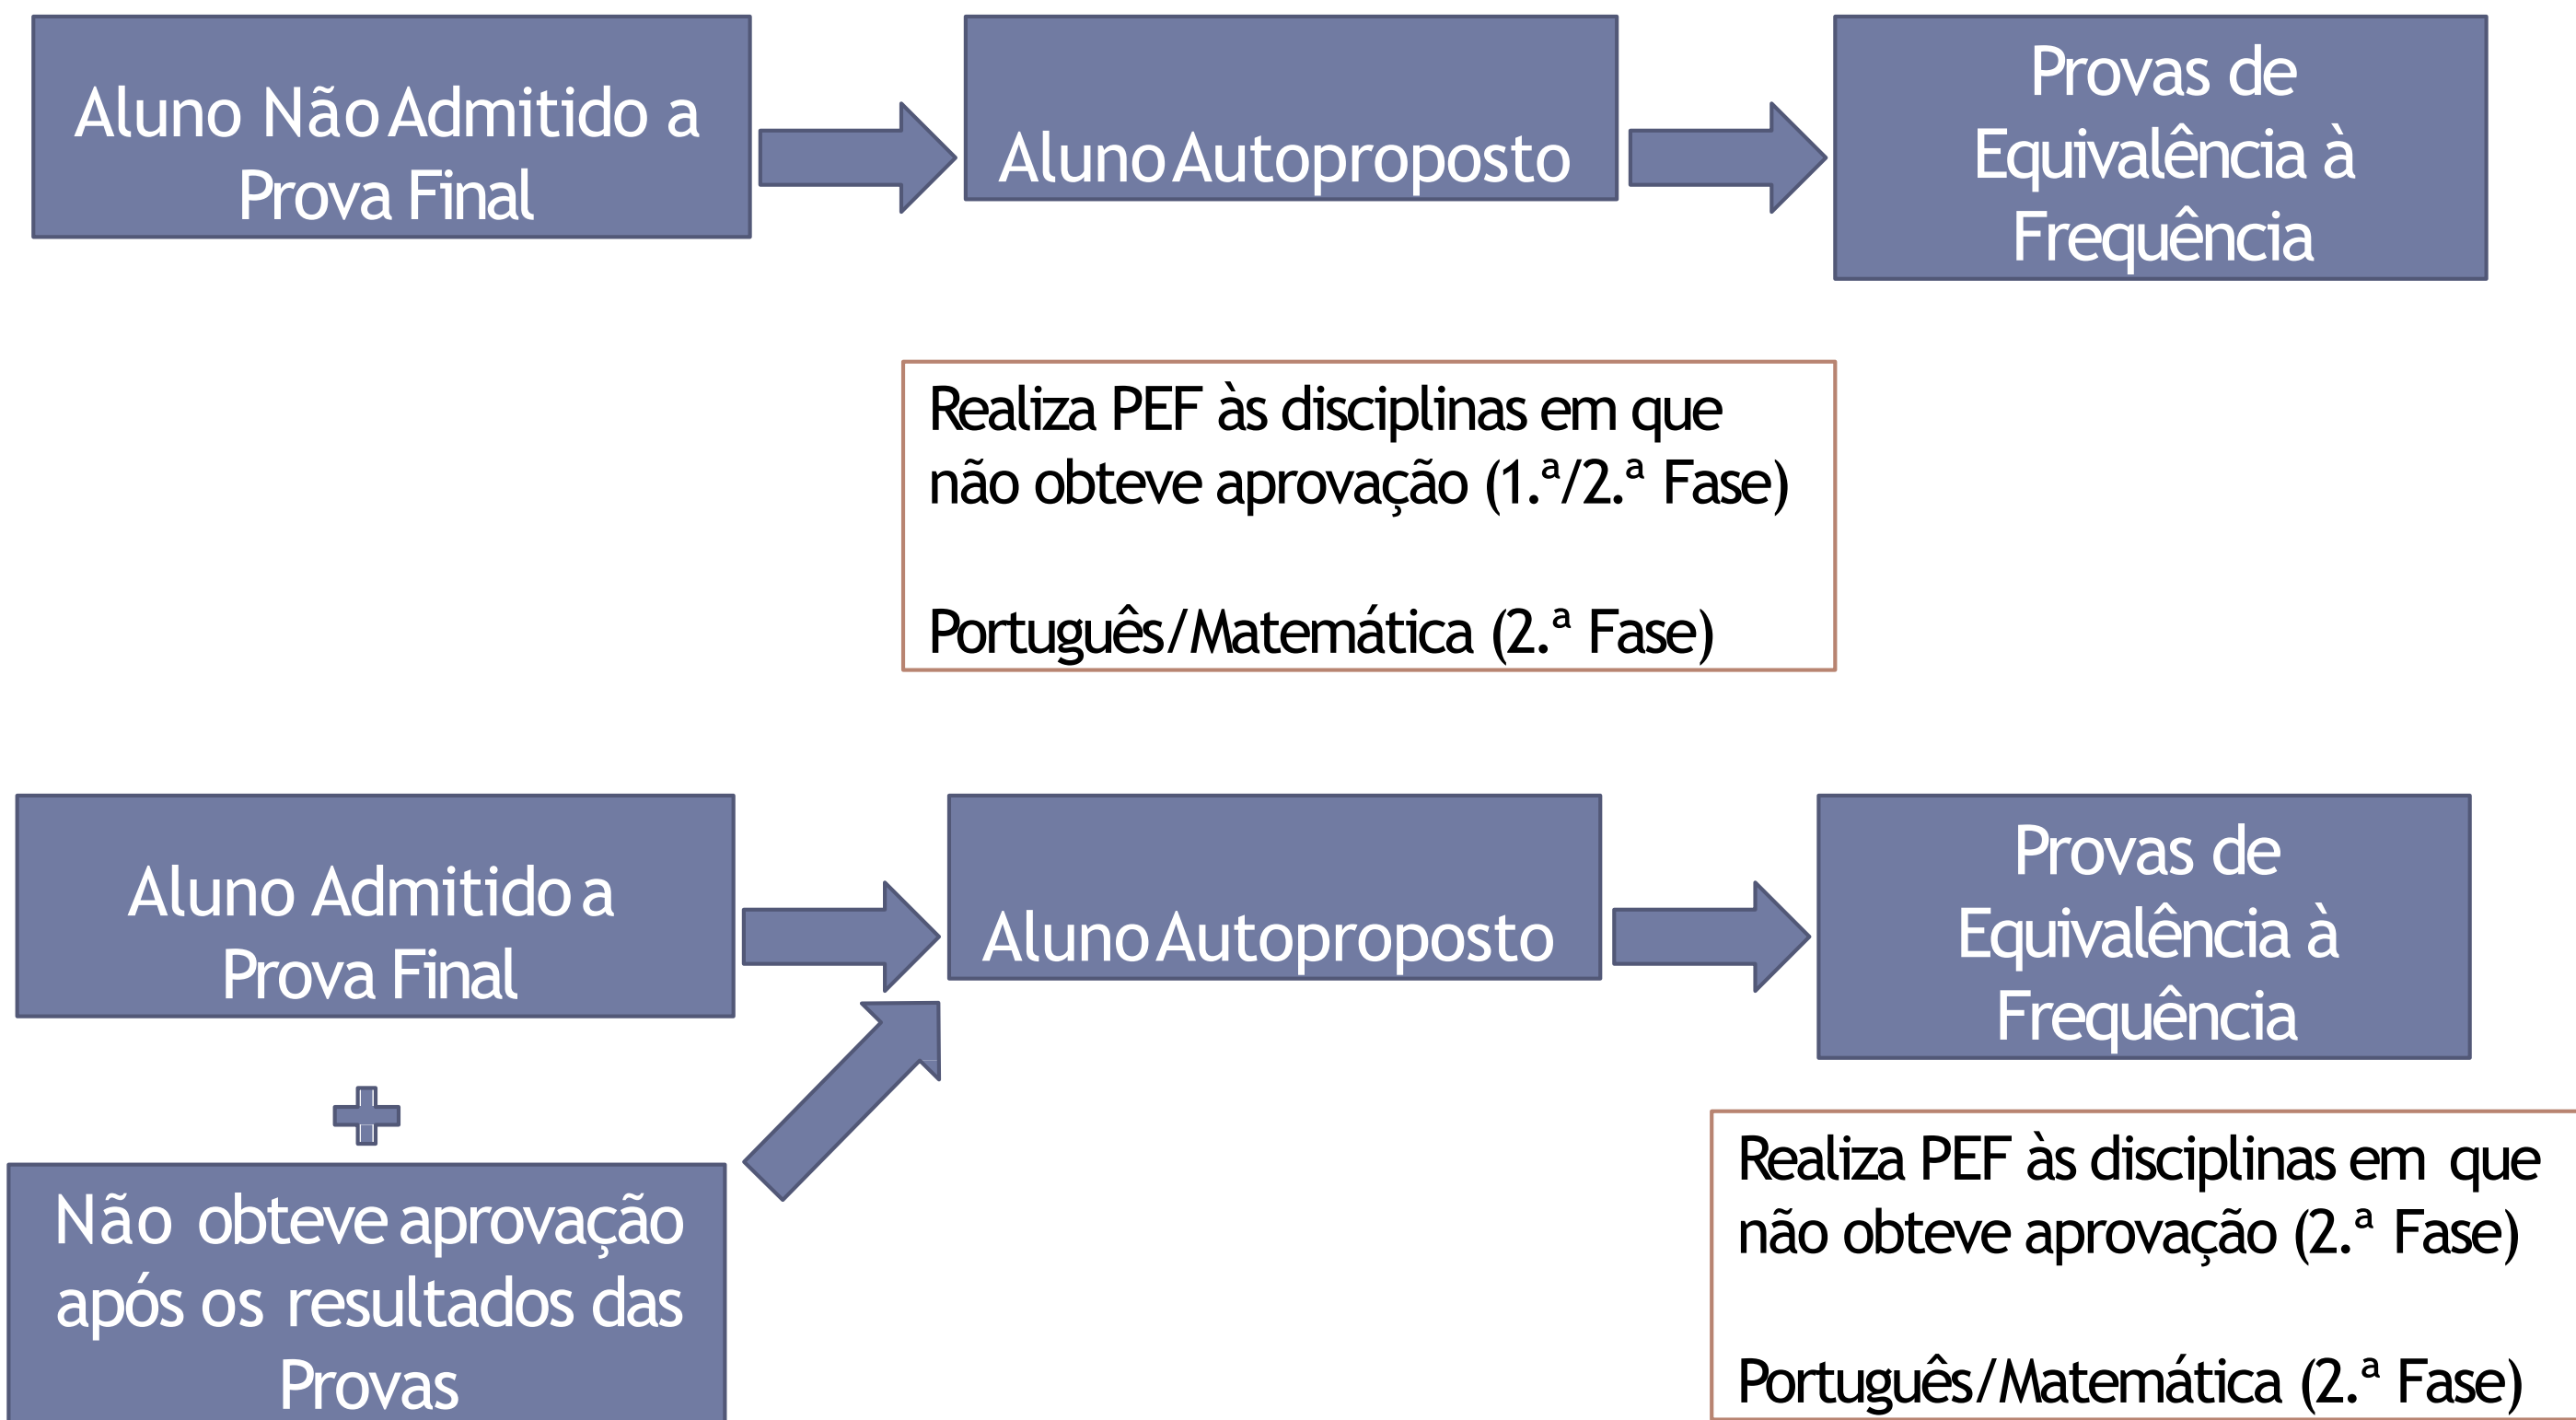 Aluno Não Admitido a
Prova Final
Aluno Autoproposto
Provas de
Equivalência à
Frequência
Realiza PEF às disciplinas em que
não obteve aprovação (1.ª/2.ª Fase)
Português/Matemática (2.ª Fase)
Aluno Admitido a
Prova Final
Aluno Autoproposto
Provas de
Equivalência à
Frequência
Não obteve aprovação
após os resultados das
Provas
Realiza PEF às disciplinas em que
não obteve aprovação (2.ª Fase)
Português/Matemática (2.ª Fase)